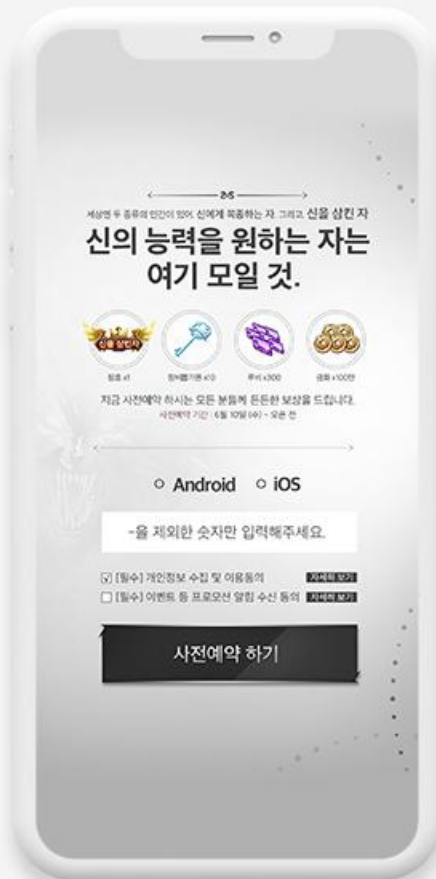 세상엔 두 종류의 인간이 있어. 신에게 복종하는 자. 그리고 신을 삼킨 자
신의 능력을 원하는 자는
여기 모일 것.
신을 삼킨자
칭호 x1
장비뽑기권 x10
루비 x300
금화 x100만
지금 사전예약 하시는 모든 분들께 든든한 보상을 드립니다.
사전예약 기간 : 6월 10일 (수) ~ 오픈 전
Android
iOS
-을 제외한 숫자만 입력해주세요.
[필수] 개인정보 수집 및 이용동의 자세히 보기
[필수] 이벤트 등 프로모션 알림 수신 동의 자세히 보기
사전예약 하기